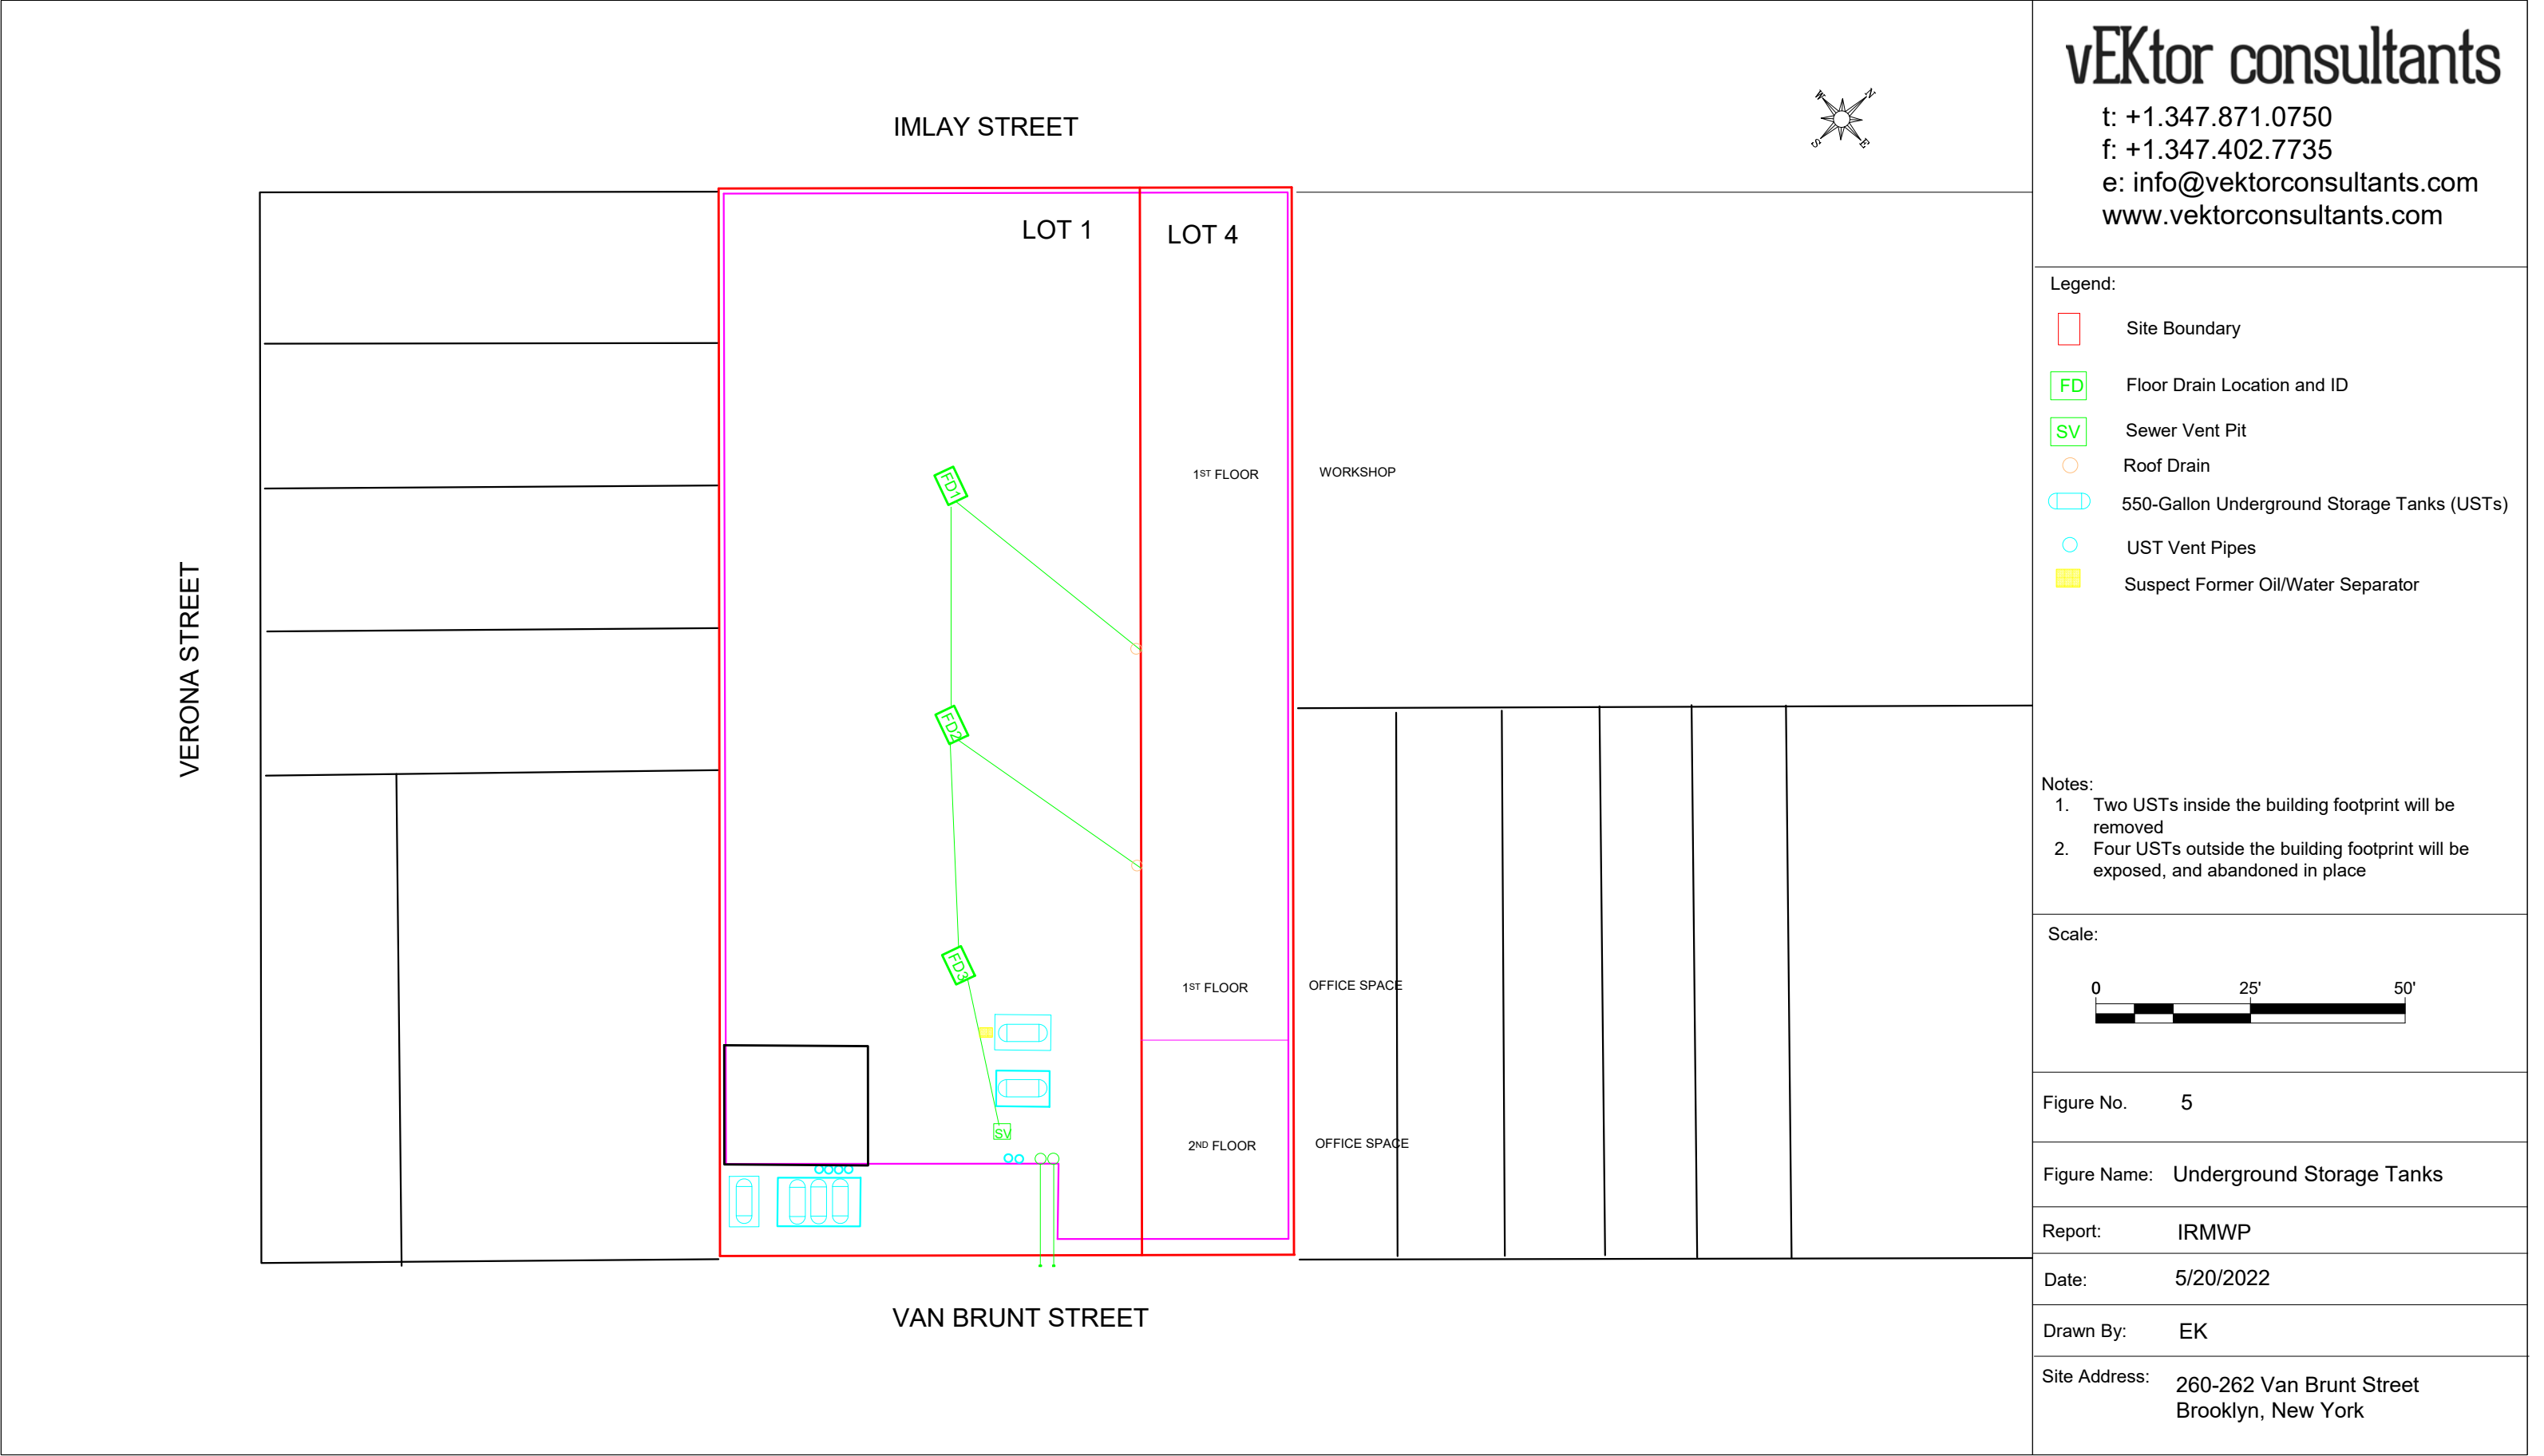 IMLAY STREET
W
N
S
E
LOT 1
LOT 4
1ST FLOOR
WORKSHOP
FD1
VERONA STREET
FD2
FD3
1ST FLOOR
OFFICE SPACE
SV
2ND FLOOR
OFFICE SPACE
VAN BRUNT STREET
vEKtor consultants
t: +1.347.871.0750
f: +1.347.402.7735
e: info@vektorconsultants.com
www.vektorconsultants.com
Legend:
Site Boundary
FD Floor Drain Location and ID
SV Sewer Vent Pit
Roof Drain
550-Gallon Underground Storage Tanks (USTs)
UST Vent Pipes
Suspect Former Oil/Water Separator
Notes:
1. Two USTs inside the building footprint will be
removed
2. Four USTs outside the building footprint will be
exposed, and abandoned in place
Scale:
0 25' 50'
Figure No. 5
Figure Name: Underground Storage Tanks
Report: IRMWP
Date: 5/20/2022
Drawn By: EK
Site Address: 260-262 Van Brunt Street
Brooklyn, New York